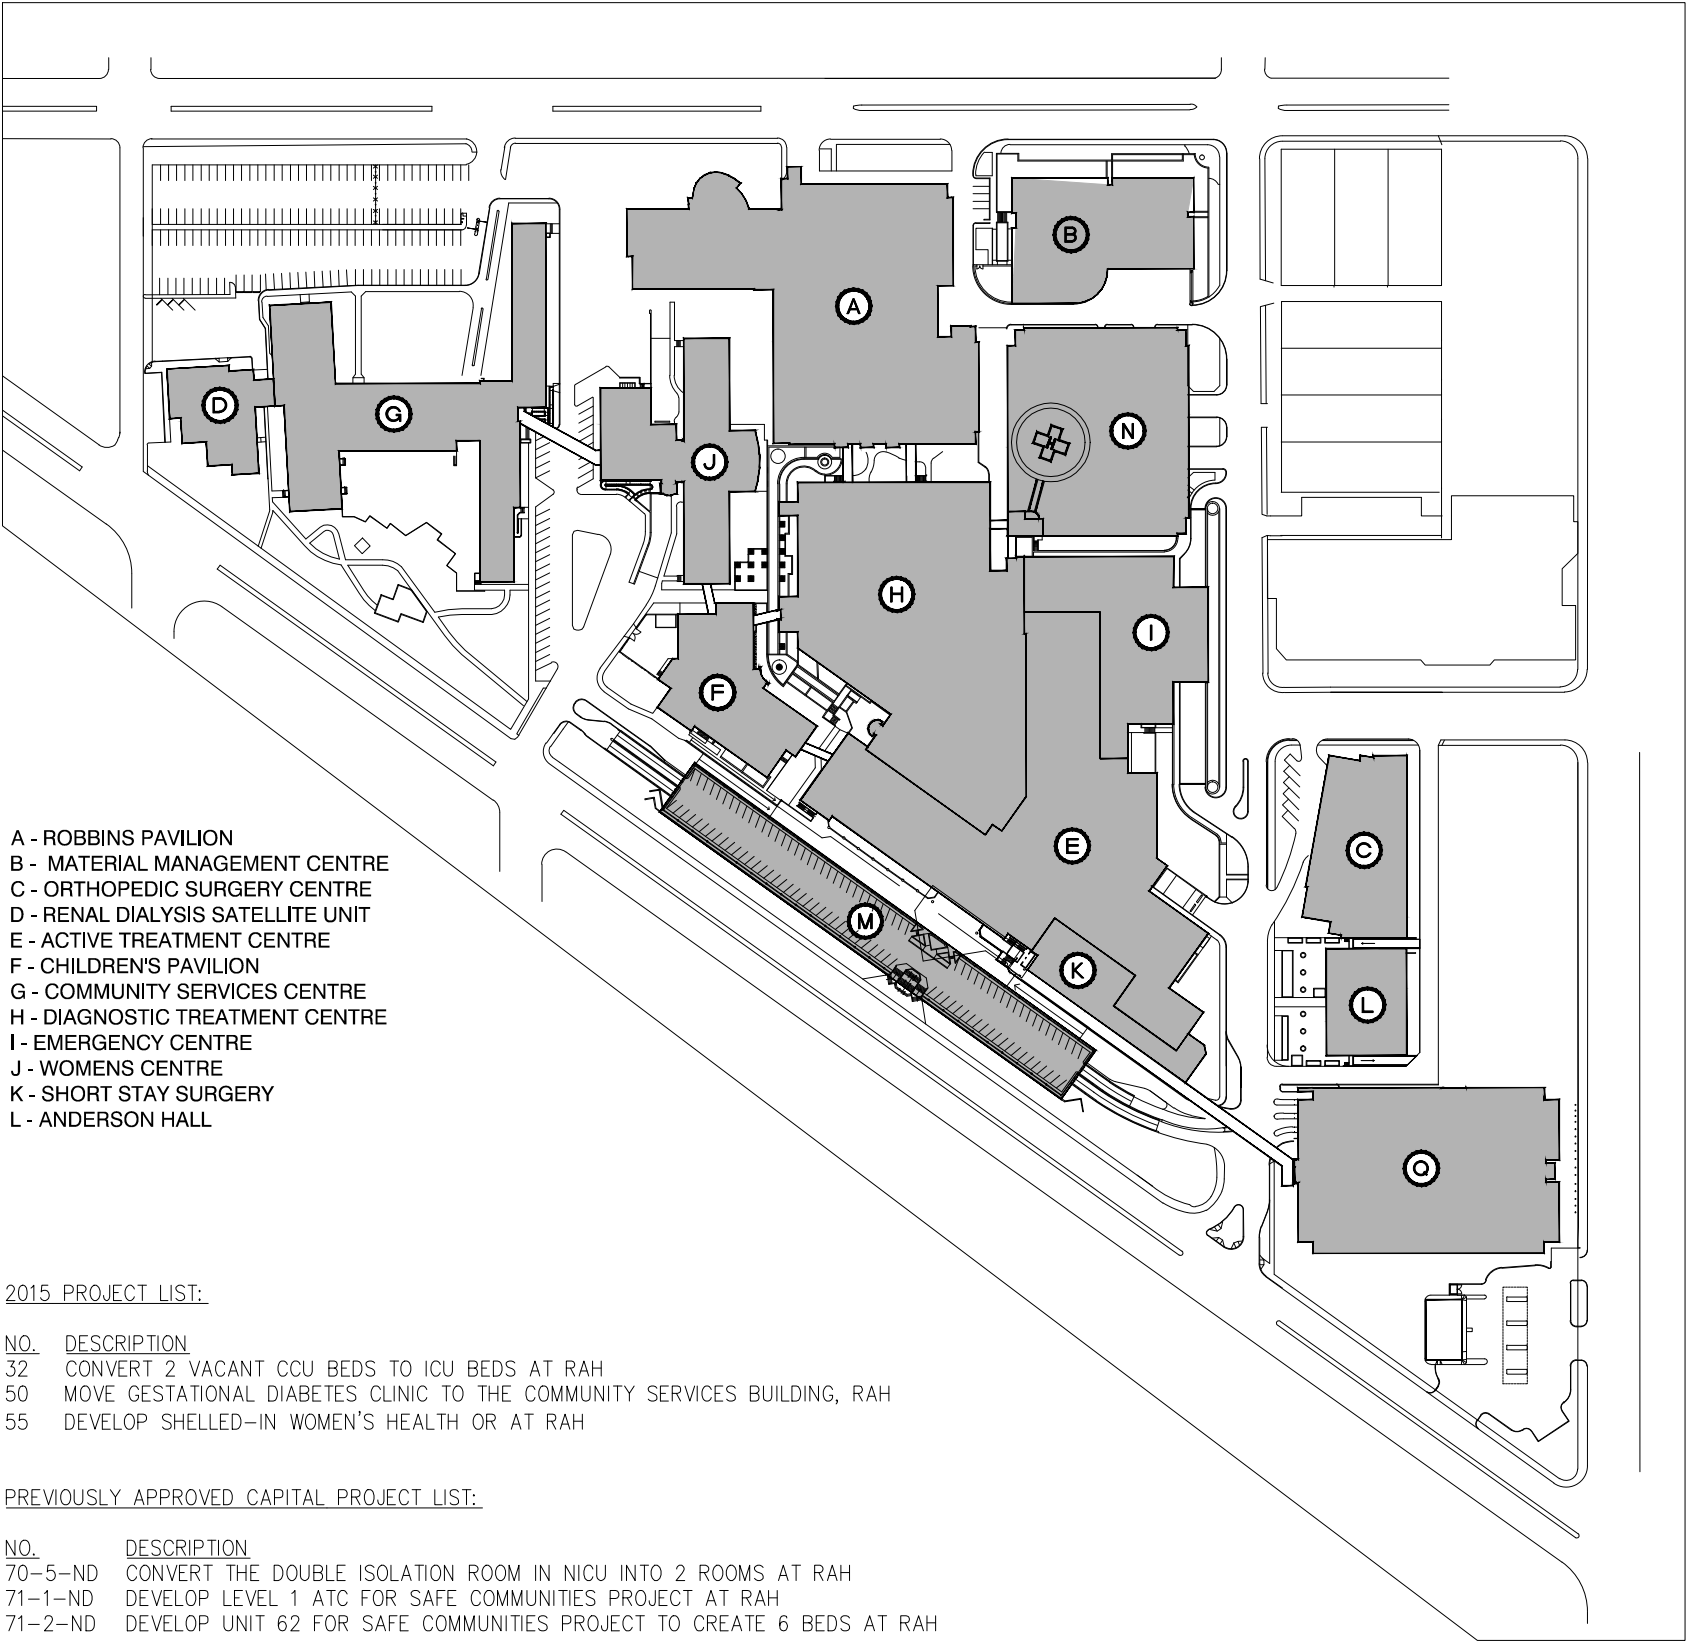 B
A
D
G
N
J
H
I
F
E
C
M
K
L
Q
A - ROBBINS PAVILION
B - MATERIAL MANAGEMENT CENTRE
C - ORTHOPEDIC SURGERY CENTRE
D - RENAL DIALYSIS SATELLITE UNIT
E - ACTIVE TREATMENT CENTRE
F - CHILDREN'S PAVILION
G - COMMUNITY SERVICES CENTRE
H - DIAGNOSTIC TREATMENT CENTRE
I - EMERGENCY CENTRE
J - WOMENS CENTRE
K - SHORT STAY SURGERY
L - ANDERSON HALL
2015 PROJECT LIST:
NO. DESCRIPTION
32 CONVERT 2 VACANT CCU BEDS TO ICU BEDS AT RAH
50 MOVE GESTATIONAL DIABETES CLINIC TO THE COMMUNITY SERVICES BUILDING, RAH
55 DEVELOP SHELLED-IN WOMEN'S HEALTH OR AT RAH
PREVIOUSLY APPROVED CAPITAL PROJECT LIST:
NO. DESCRIPTION
70-5-ND CONVERT THE DOUBLE ISOLATION ROOM IN NICU INTO 2 ROOMS AT RAH
71-1-ND DEVELOP LEVEL 1 ATC FOR SAFE COMMUNITIES PROJECT AT RAH
71-2-ND DEVELOP UNIT 62 FOR SAFE COMMUNITIES PROJECT TO CREATE 6 BEDS AT RAH